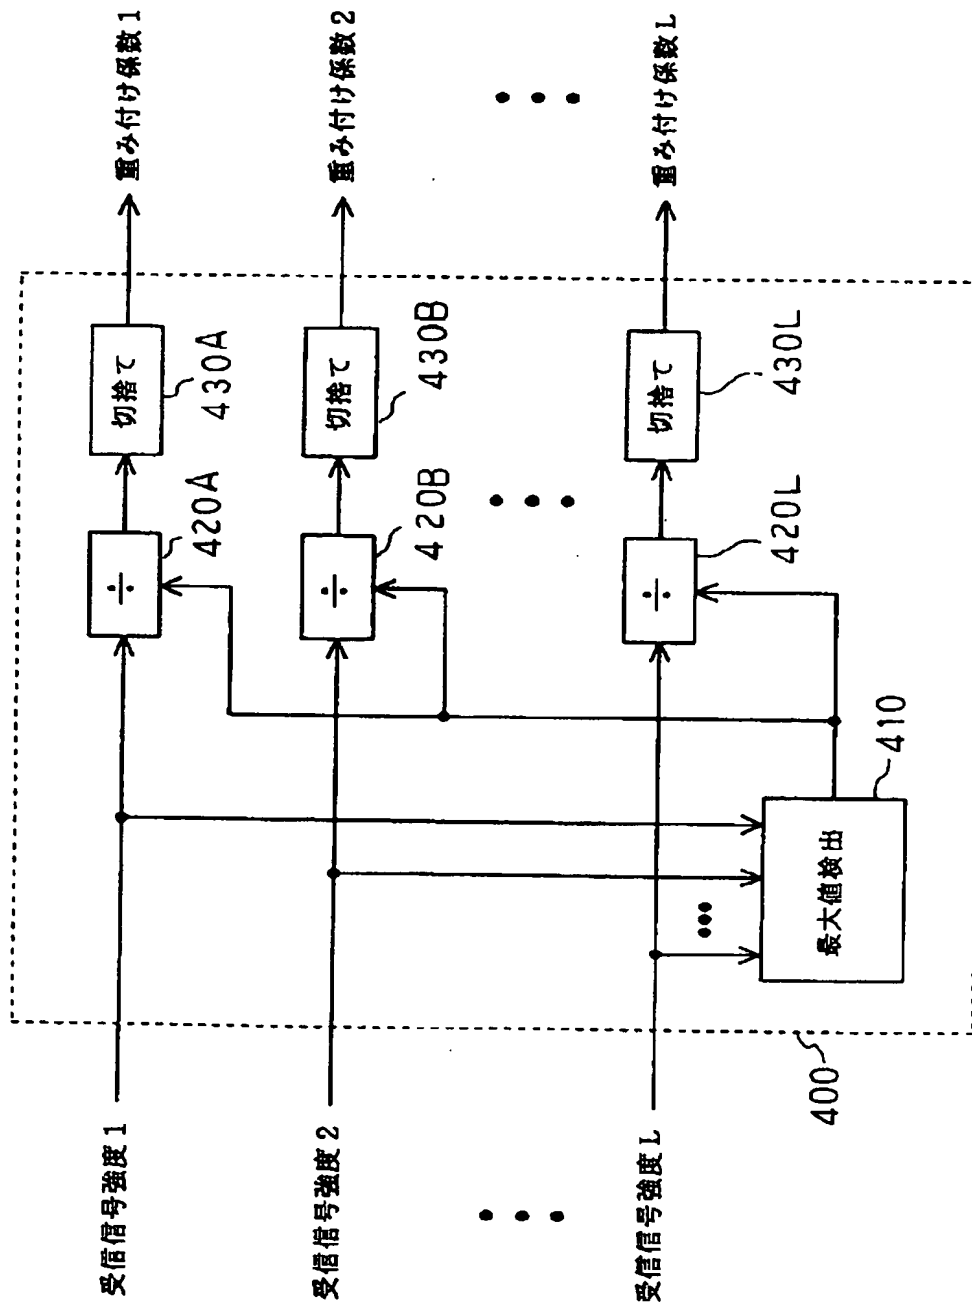 受信信号強度1
÷
420A
切捨て
430A
重み付け係数1
受信信号強度2
÷
420B
切捨て
430B
重み付け係数2
受信信号強度L
÷
420L
切捨て
430L
重み付け係数L
最大値検出
410
400